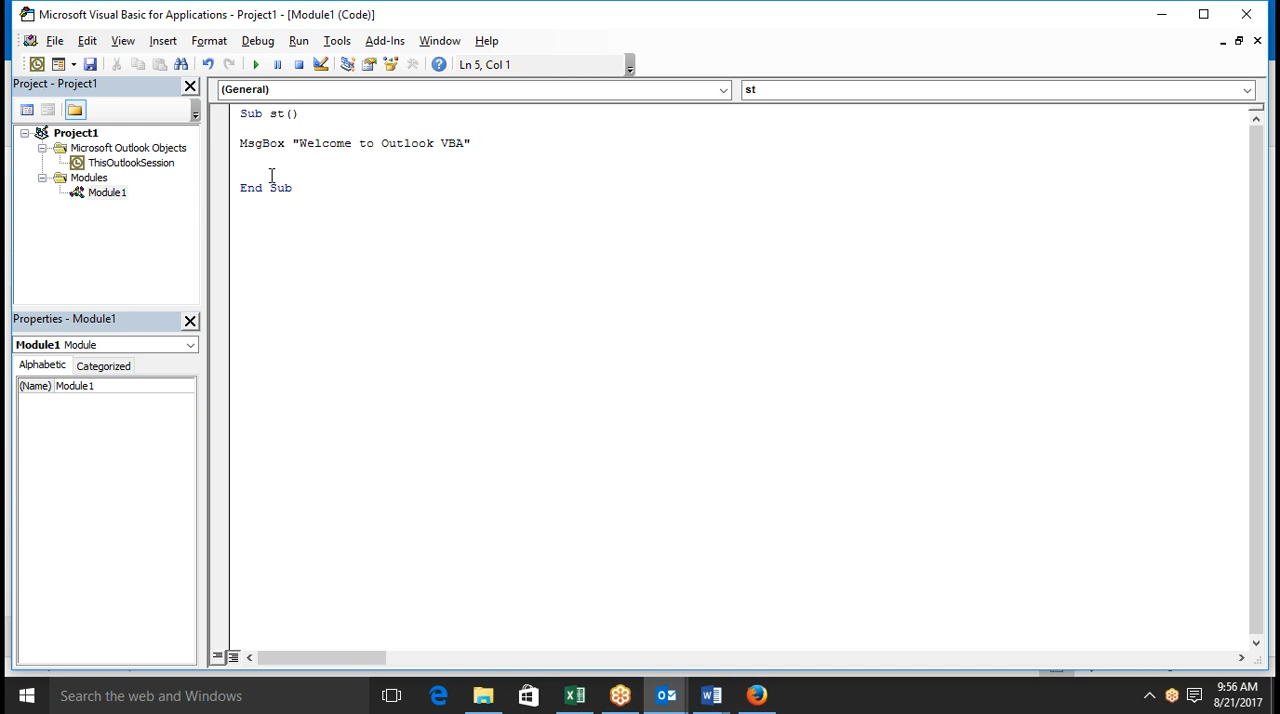 Microsoft Visual Basic for Applications - Project1 - [Module1 (Code)]
File Edit View Insert Format Debug Run Tools Add-Ins Window Help
Ln 5, Col 1
Project - Project1
(General) st
Project1
Microsoft Outlook Objects
ThisOutlookSession
Modules
Module1
Sub st()
MsgBox "Welcome to Outlook VBA"
End Sub
Properties - Module1
Module1 Module
Alphabetic Categorized
(Name) Module1
Search the web and Windows
9:56 AM
8/21/2017